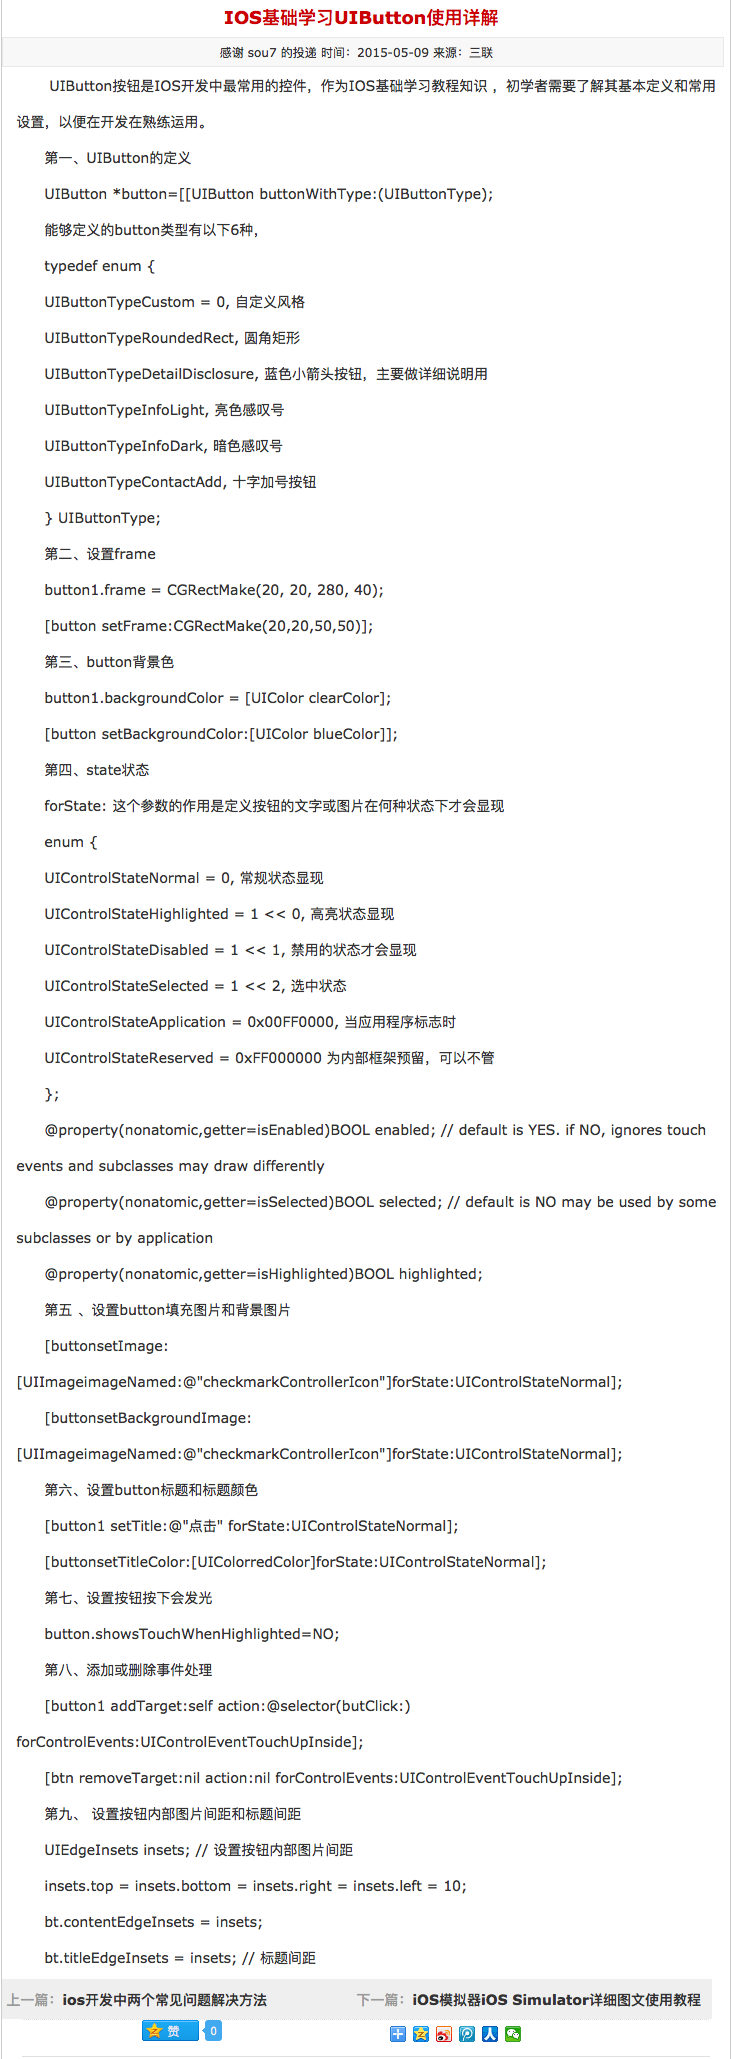 IOS基础学习UIButton使用详解
感谢 sou7 的投递 时间：2015-05-09 来源：三联
UIButton按钮是IOS开发中最常用的控件，作为IOS基础学习教程知识 ，初学者需要了解其基本定义和常用
设置，以便在开发在熟练运用。
第一、UIButton的定义
UIButton *button=[[UIButton buttonWithType:(UIButtonType);
能够定义的button类型有以下6种，
typedef enum {
UIButtonTypeCustom = 0, 自定义风格
UIButtonTypeRoundedRect, 圆角矩形
UIButtonTypeDetailDisclosure, 蓝色小箭头按钮，主要做详细说明用
UIButtonTypeInfoLight, 亮色感叹号
UIButtonTypeInfoDark, 暗色感叹号
UIButtonTypeContactAdd, 十字加号按钮
} UIButtonType;
第二、设置frame
button1.frame = CGRectMake(20, 20, 280, 40);
[button setFrame:CGRectMake(20,20,50,50)];
第三、button背景色
button1.backgroundColor = [UIColor clearColor];
[button setBackgroundColor:[UIColor blueColor]];
第四、state状态
forState: 这个参数的作用是定义按钮的文字或图片在何种状态下才会显现
enum {
UIControlStateNormal = 0, 常规状态显现
UIControlStateHighlighted = 1 << 0, 高亮状态显现
UIControlStateDisabled = 1 << 1, 禁用的状态才会显现
UIControlStateSelected = 1 << 2, 选中状态
UIControlStateApplication = 0x00FF0000, 当应用程序标志时
UIControlStateReserved = 0xFF000000 为内部框架预留，可以不管
};
@property(nonatomic,getter=isEnabled)BOOL enabled; // default is YES. if NO, ignores touch
events and subclasses may draw differently
@property(nonatomic,getter=isSelected)BOOL selected; // default is NO may be used by some
subclasses or by application
@property(nonatomic,getter=isHighlighted)BOOL highlighted;
第五 、设置button填充图片和背景图片
[buttonsetImage:
[UIImageimageNamed:@"checkmarkControllerIcon"]forState:UIControlStateNormal];
[buttonsetBackgroundImage:
[UIImageimageNamed:@"checkmarkControllerIcon"]forState:UIControlStateNormal];
第六、设置button标题和标题颜色
[button1 setTitle:@"点击" forState:UIControlStateNormal];
[buttonsetTitleColor:[UIColorredColor]forState:UIControlStateNormal];
第七、设置按钮按下会发光
button.showsTouchWhenHighlighted=NO;
第八、添加或删除事件处理
[button1 addTarget:self action:@selector(butClick:)
forControlEvents:UIControlEventTouchUpInside];
[btn removeTarget:nil action:nil forControlEvents:UIControlEventTouchUpInside];
第九、 设置按钮内部图片间距和标题间距
UIEdgeInsets insets; // 设置按钮内部图片间距
insets.top = insets.bottom = insets.right = insets.left = 10;
bt.contentEdgeInsets = insets;
bt.titleEdgeInsets = insets; // 标题间距
上一篇：ios开发中两个常见问题解决方法 下一篇：iOS模拟器iOS Simulator详细图文使用教程
赞 0